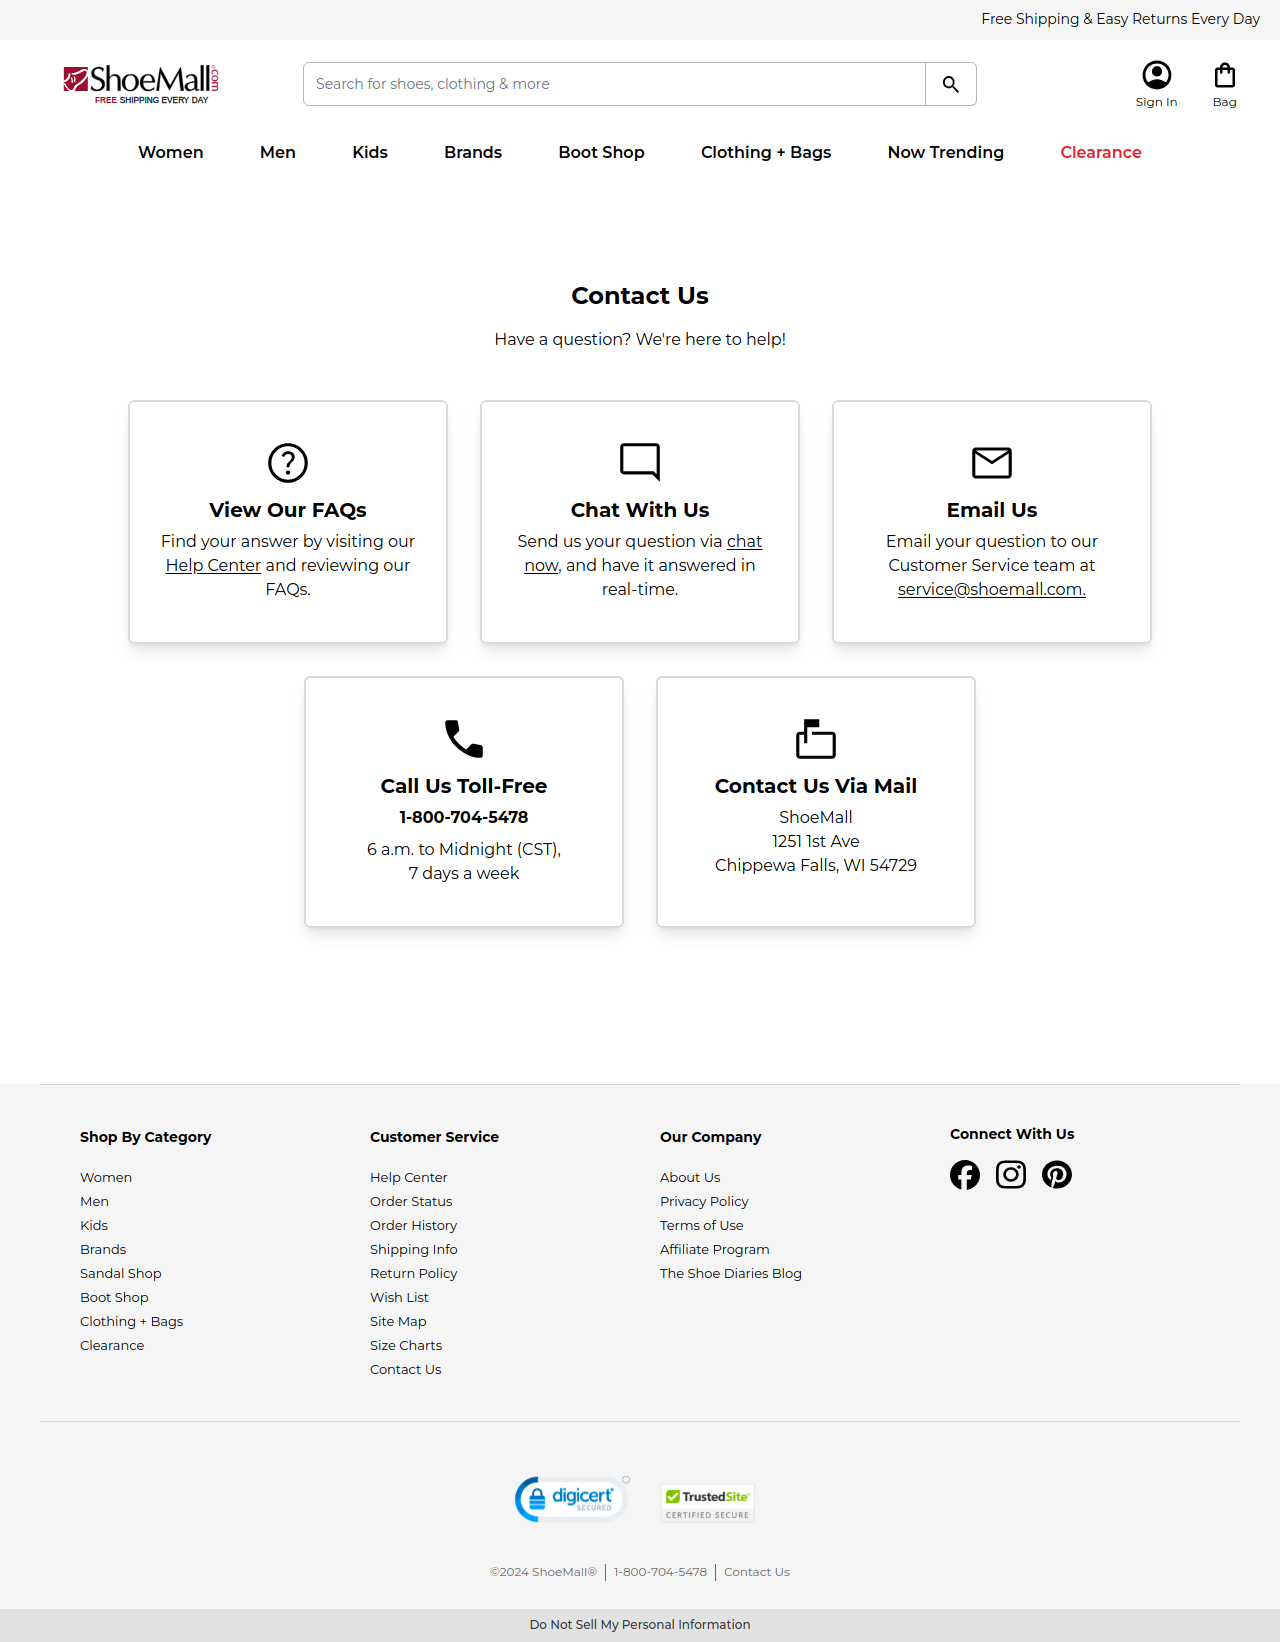 Free Shipping & Easy Returns Every Day
ShoeMall.com
FREE SHIPPING EVERY DAY
Search for shoes, clothing & more
Sign In
Bag
Women Men Kids Brands Boot Shop Clothing + Bags Now Trending Clearance
Contact Us
Have a question? We're here to help!
View Our FAQs
Find your answer by visiting our
Help Center and reviewing our
FAQs.
Chat With Us
Send us your question via chat
now, and have it answered in
real-time.
Email Us
Email your question to our
Customer Service team at
service@shoemall.com.
Call Us Toll-Free
1-800-704-5478
6 a.m. to Midnight (CST),
7 days a week
Contact Us Via Mail
ShoeMall
1251 1st Ave
Chippewa Falls, WI 54729
Shop By Category
Women
Men
Kids
Brands
Sandal Shop
Boot Shop
Clothing + Bags
Clearance
Customer Service
Help Center
Order Status
Order History
Shipping Info
Return Policy
Wish List
Site Map
Size Charts
Contact Us
Our Company
About Us
Privacy Policy
Terms of Use
Affiliate Program
The Shoe Diaries Blog
Connect With Us
digicert
SECURED
TrustedSite
CERTIFIED SECURE
©2024 ShoeMall® | 1-800-704-5478 | Contact Us
Do Not Sell My Personal Information